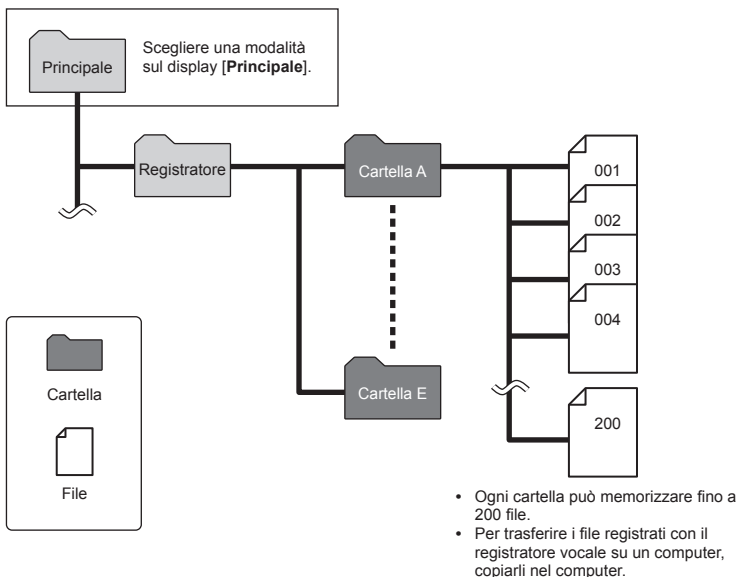 Principale
Scegliere una modalità
sul display [Principale].
Registratore
Cartella A
001
002
003
004
Cartella E
200
Cartella
File
• Ogni cartella può memorizzare fino a
200 file.
• Per trasferire i file registrati con il
registratore vocale su un computer,
copiarli nel computer.